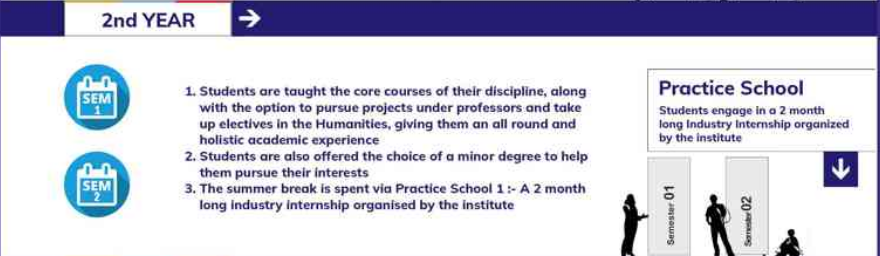 2nd YEAR
SEM
1
SEM
2
1. Students are taught the core courses of their discipline, along
with the option to pursue projects under professors and take
up electives in the Humanities, giving them an all round and
holistic academic experience
2. Students are also offered the choice of a minor degree to help
them pursue their interests
3. The summer break is spent via Practice School 1 :- A 2 month
long industry internship organised by the institute
Practice School
Students engage in a 2 month
long Industry Internship organized
by the institute
Semester 01
Semester 02